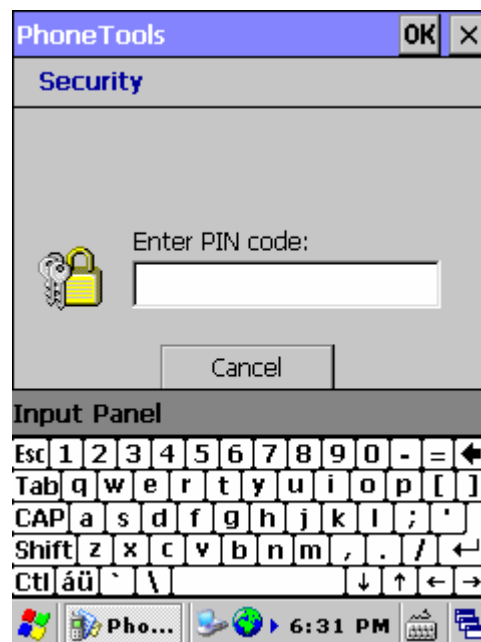 PhoneTools OK ×
Security
Enter PIN code:
Cancel
Input Panel
Esc 1 2 3 4 5 6 7 8 9 0 - = 🡄
Tab q w e r t y u i o p [ ]
CAP a s d f g h j k l ; '
Shift z x c v b n m , . / ↵
Ctl áü ` \ ↓ ↑ ← →
Pho... 6:31 PM